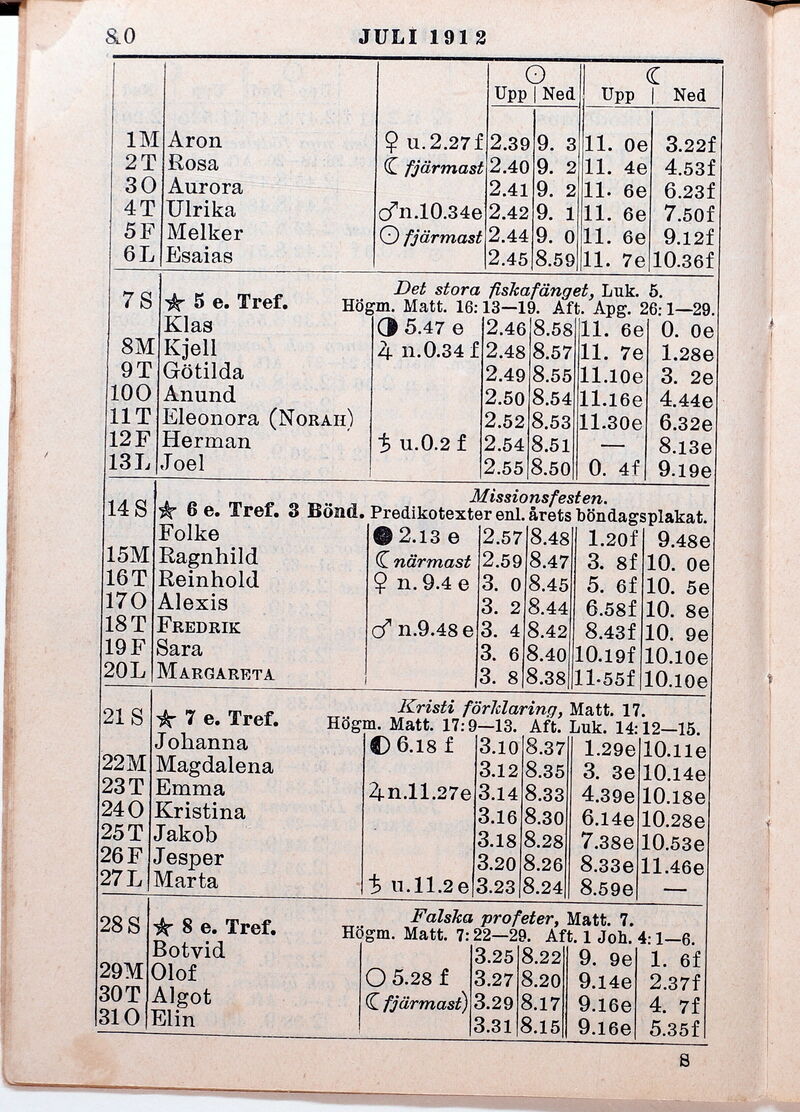 80 JULI 1912
☉ ☾
Upp | Ned Upp | Ned
1 M Aron ♀ u. 2.27 f 2.39 9. 3 11. 0e 3.22f
2 T Rosa ☾ fjärmast 2.40 9. 2 11. 4e 4.53f
3 O Aurora 2.41 9. 2 11. 6e 6.23f
4 T Ulrika ♂ n.10.34e 2.42 9. 1 11. 6e 7.50f
5 F Melker ☉ fjärmast 2.44 9. 0 11. 6e 9.12f
6 L Esaias 2.45 8.59 11. 7e 10.36f
Det stora fiskafänget, Luk. 5.
7 S ☆ 5 e. Tref. Högm. Matt. 16: 13—19. Aft. Apg. 26: 1—29.
Klas ◑ 5.47 e 2.46 8.58 11. 6e 0. 0e
8 M Kjell ♃ n.0.34 f 2.48 8.57 11. 7e 1.28e
9 T Götilda 2.49 8.55 11.10e 3. 2e
10 O Anund 2.50 8.54 11.16e 4.44e
11 T Eleonora (NORAH) 2.52 8.53 11.30e 6.32e
12 F Herman ♄ u.0.2 f 2.54 8.51 — 8.13e
13 L Joel 2.55 8.50 0. 4f 9.19e
Missionsfesten.
14 S ☆ 6 e. Tref. 3 Bönd. Predikotexter enl. årets böndagsplakat.
Folke ● 2.13 e 2.57 8.48 1.20f 9.48e
15 M Ragnhild ☾ närmast 2.59 8.47 3. 8f 10. 0e
16 T Reinhold ♀ n. 9.4 e 3. 0 8.45 5. 6f 10. 5e
17 O Alexis 3. 2 8.44 6.58f 10. 8e
18 T FREDRIK ♂ n.9.48 e 3. 4 8.42 8.43f 10. 9e
19 F Sara 3. 6 8.40 10.19f 10.10e
20 L MARGARETA 3. 8 8.38 11.55f 10.10e
Kristi förklaring, Matt. 17.
21 S ☆ 7 e. Tref. Högm. Matt. 17: 9—13. Aft. Luk. 14: 12—15.
Johanna ◐ 6.18 f 3.10 8.37 1.29e 10.11e
22 M Magdalena 3.12 8.35 3. 3e 10.14e
23 T Emma ♃ n.11.27e 3.14 8.33 4.39e 10.18e
24 O Kristina 3.16 8.30 6.14e 10.28e
25 T Jakob 3.18 8.28 7.38e 10.53e
26 F Jesper 3.20 8.26 8.33e 11.46e
27 L Marta ♄ u.11.2 e 3.23 8.24 8.59e —
Falska profeter, Matt. 7.
28 S ☆ 8 e. Tref. Högm. Matt. 7: 22—29. Aft. 1 Joh. 4: 1—6.
Botvid 3.25 8.22 9. 9e 1. 6f
29 M Olof ○ 5.28 f 3.27 8.20 9.14e 2.37f
30 T Algot ☾ fjärmast) 3.29 8.17 9.16e 4. 7f
31 O Elin 3.31 8.15 9.16e 5.35f
8